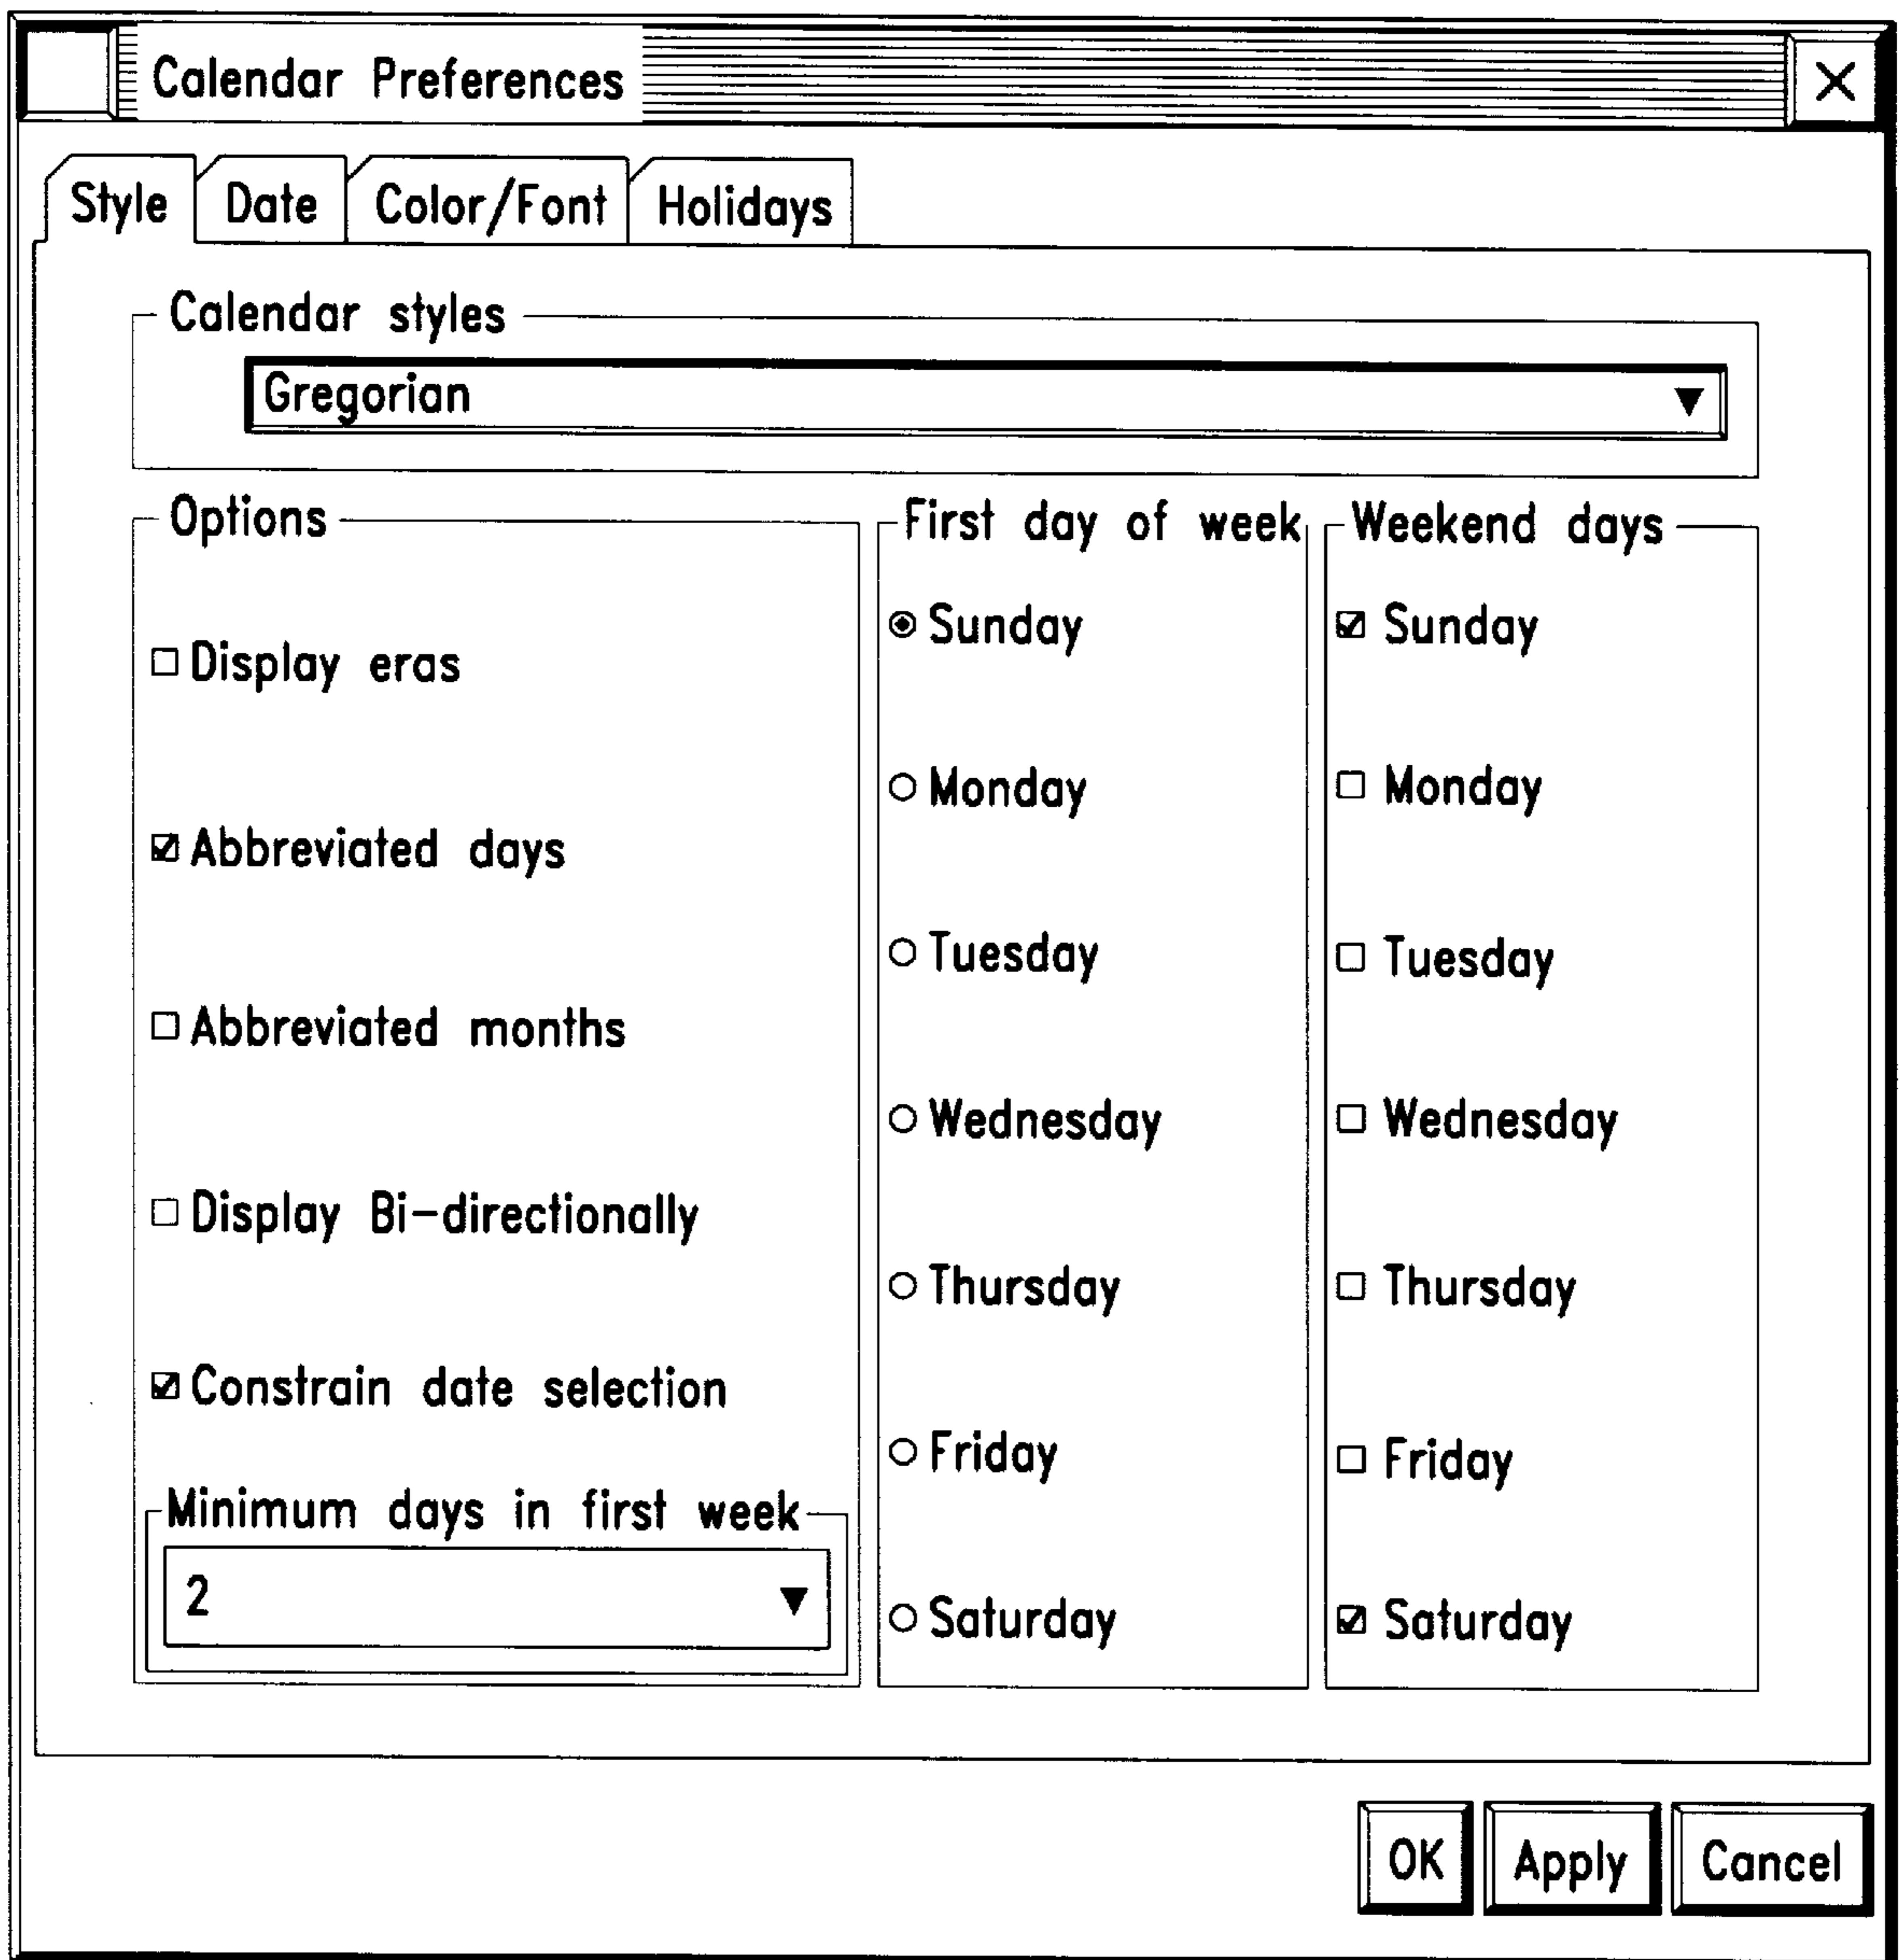 Calendar Preferences
Style Date Color/Font Holidays
Calendar styles
Gregorian
Options
Display eras
Abbreviated days
Abbreviated months
Display Bi-directionally
Constrain date selection
Minimum days in first week
2
First day of week
Sunday
Monday
Tuesday
Wednesday
Thursday
Friday
Saturday
Weekend days
Sunday
Monday
Tuesday
Wednesday
Thursday
Friday
Saturday
OK Apply Cancel